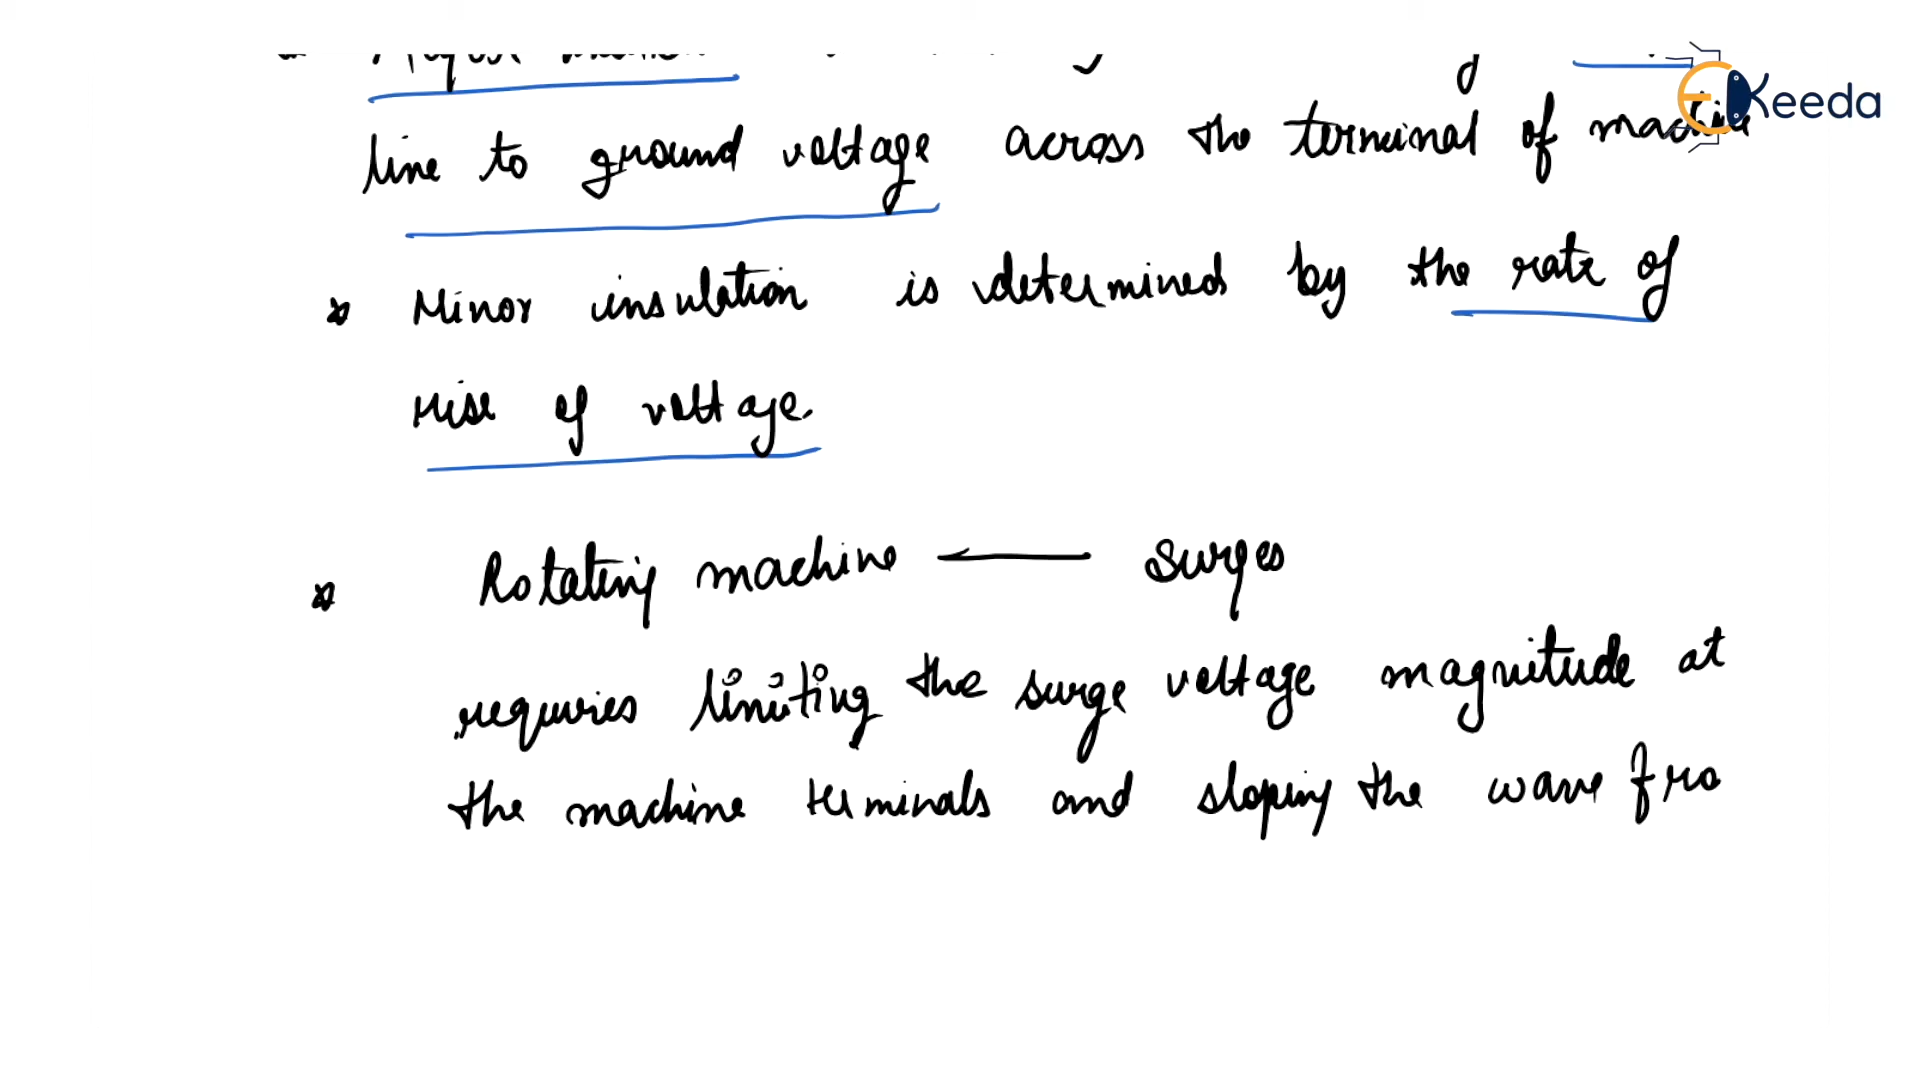 line to ground voltage across the terminal of machine
Keeda
* Minor insulation is determined by the rate of
rise of voltage.
* Rotating machine ← Surges
requires limiting the surge voltage magnitude at
the machine terminals and sloping the wave fro